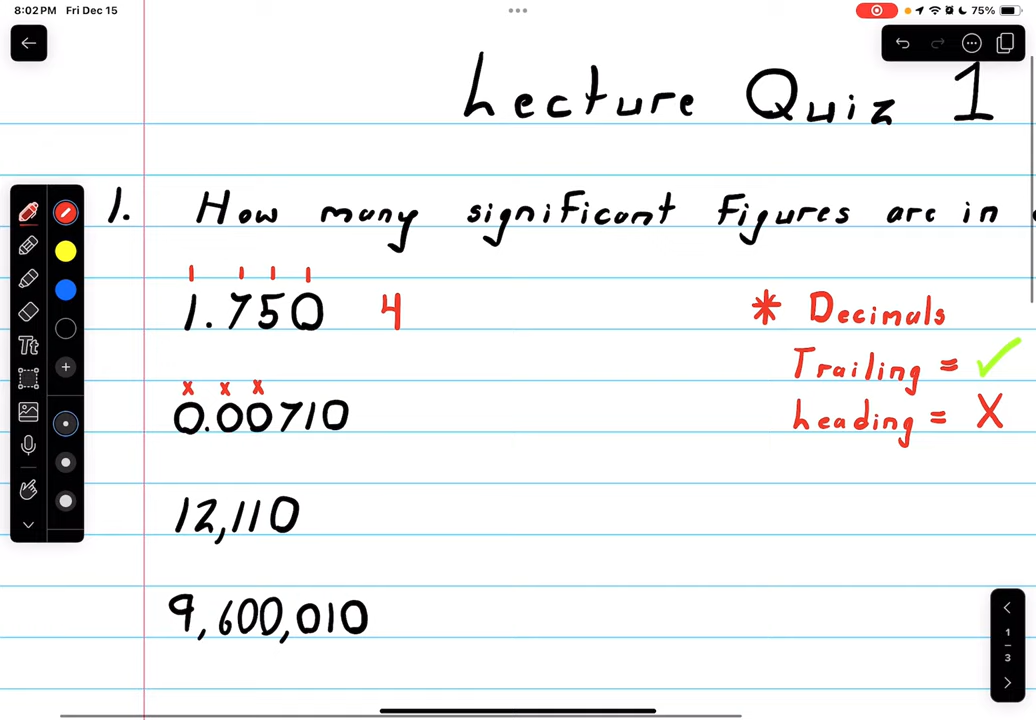 8:02 PM Fri Dec 15
75%
Lecture Quiz 1
1. How many significant figures are in
1.750 4
* Decimals
Trailing = ✓
Leading = X
x x x
0.00710
12,110
9,600,010
Tt
1
3